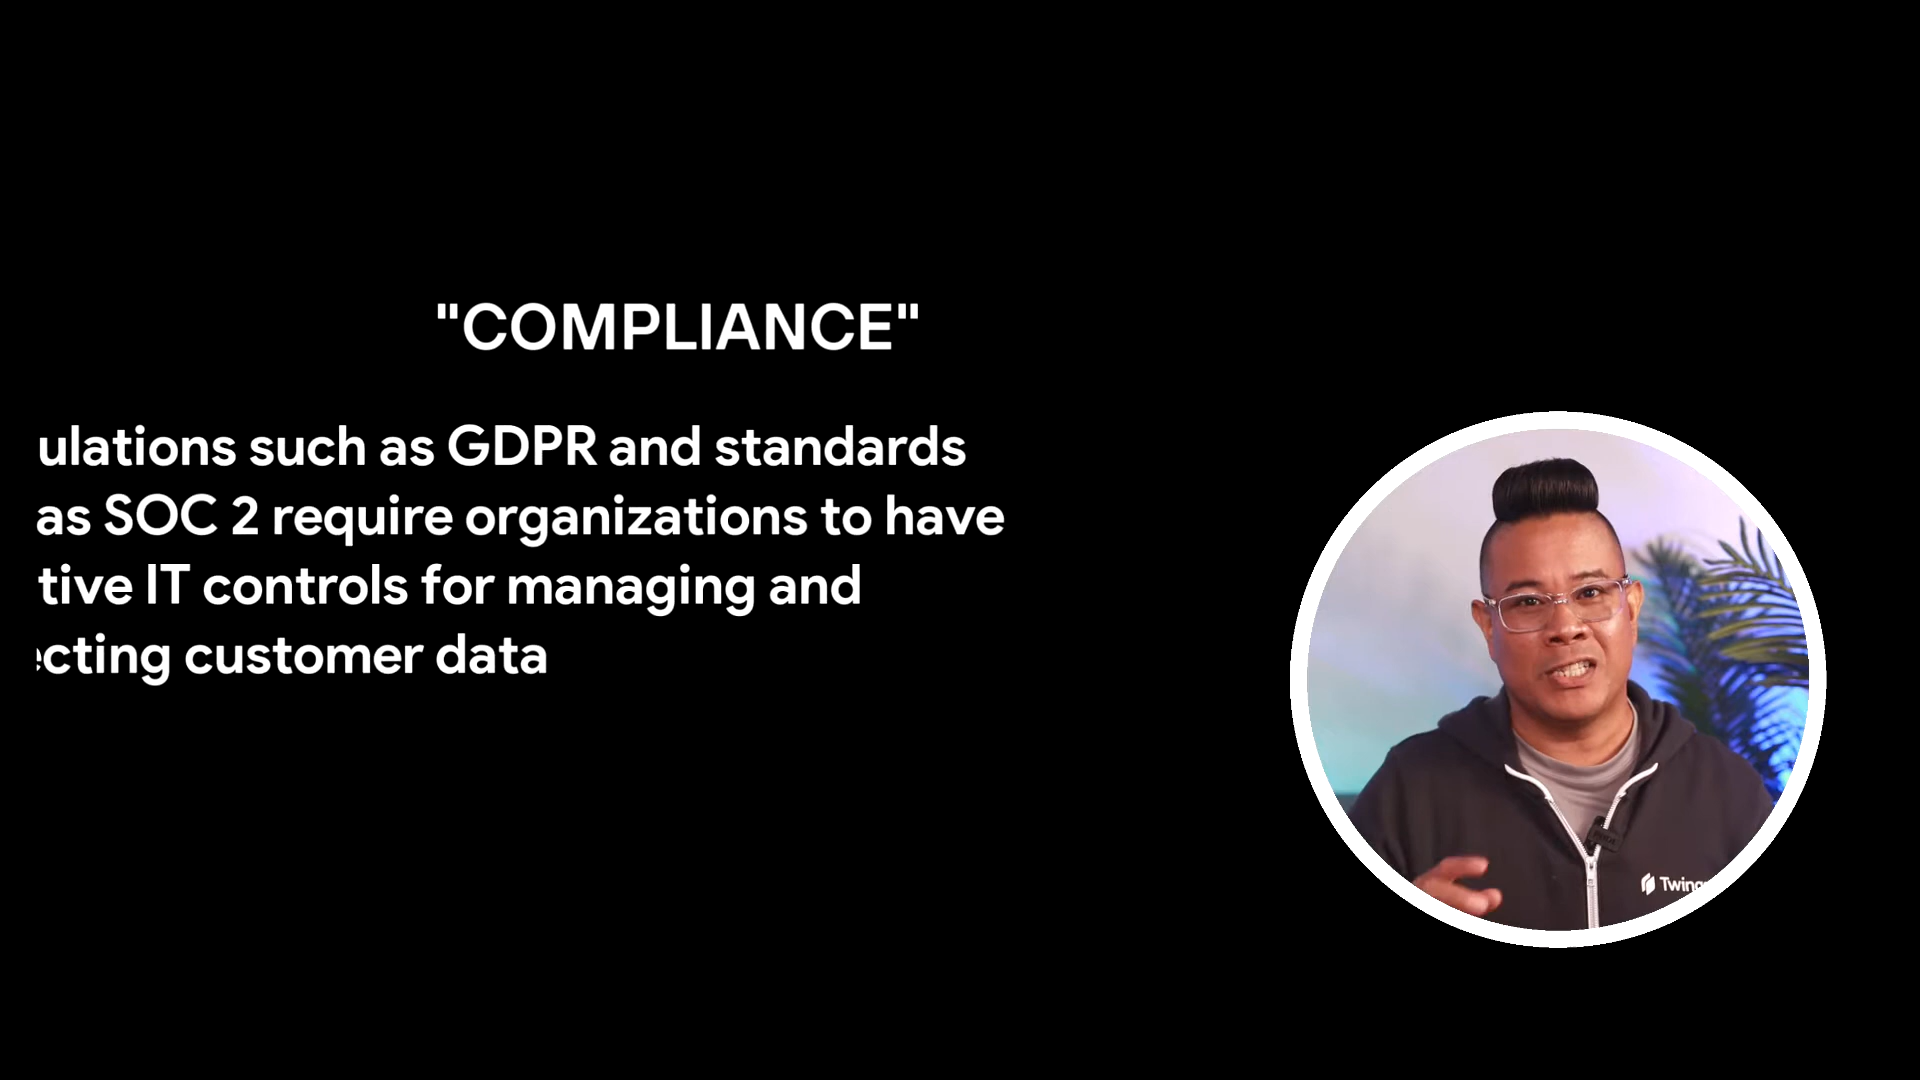 "COMPLIANCE"
ulations such as GDPR and standards
as SOC 2 require organizations to have
tive IT controls for managing and
ecting customer data
Twing